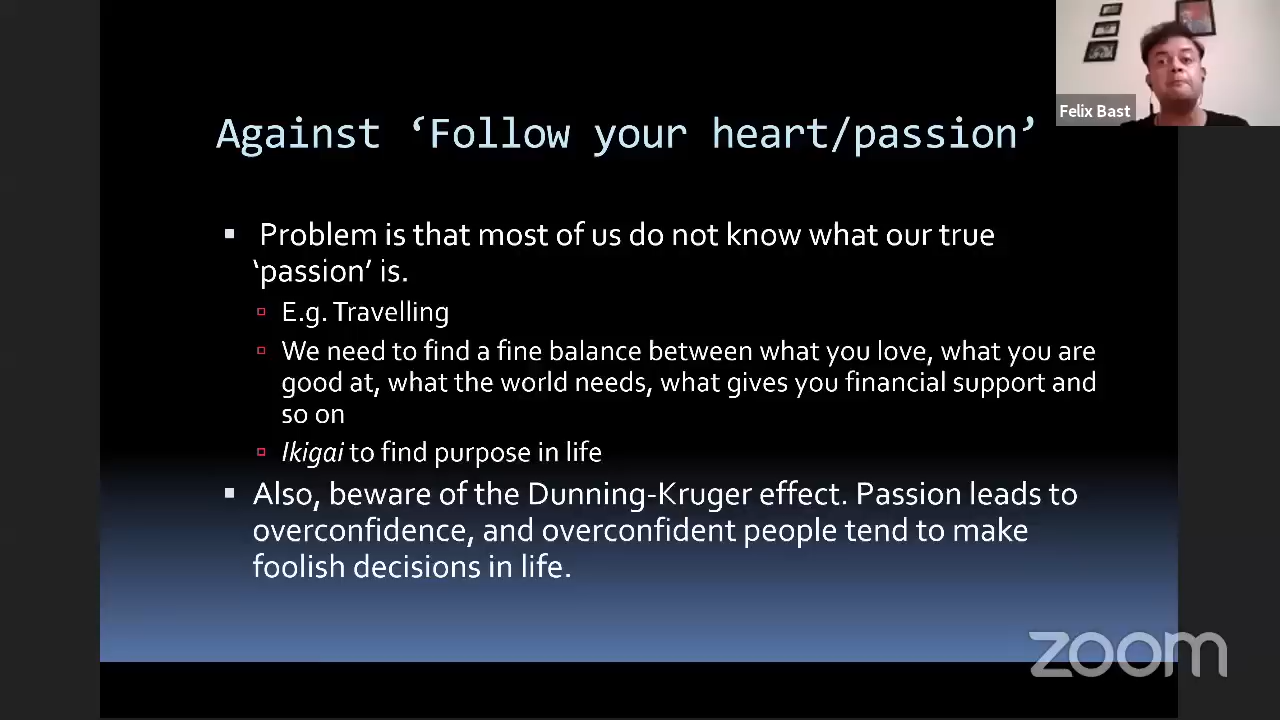 Against ‘Follow your heart/passion’
Felix Bast
▪ Problem is that most of us do not know what our true
‘passion’ is.
▫ E.g. Travelling
▫ We need to find a fine balance between what you love, what you are
good at, what the world needs, what gives you financial support and
so on
▫ Ikigai to find purpose in life
▪ Also, beware of the Dunning-Kruger effect. Passion leads to
overconfidence, and overconfident people tend to make
foolish decisions in life.
zoom